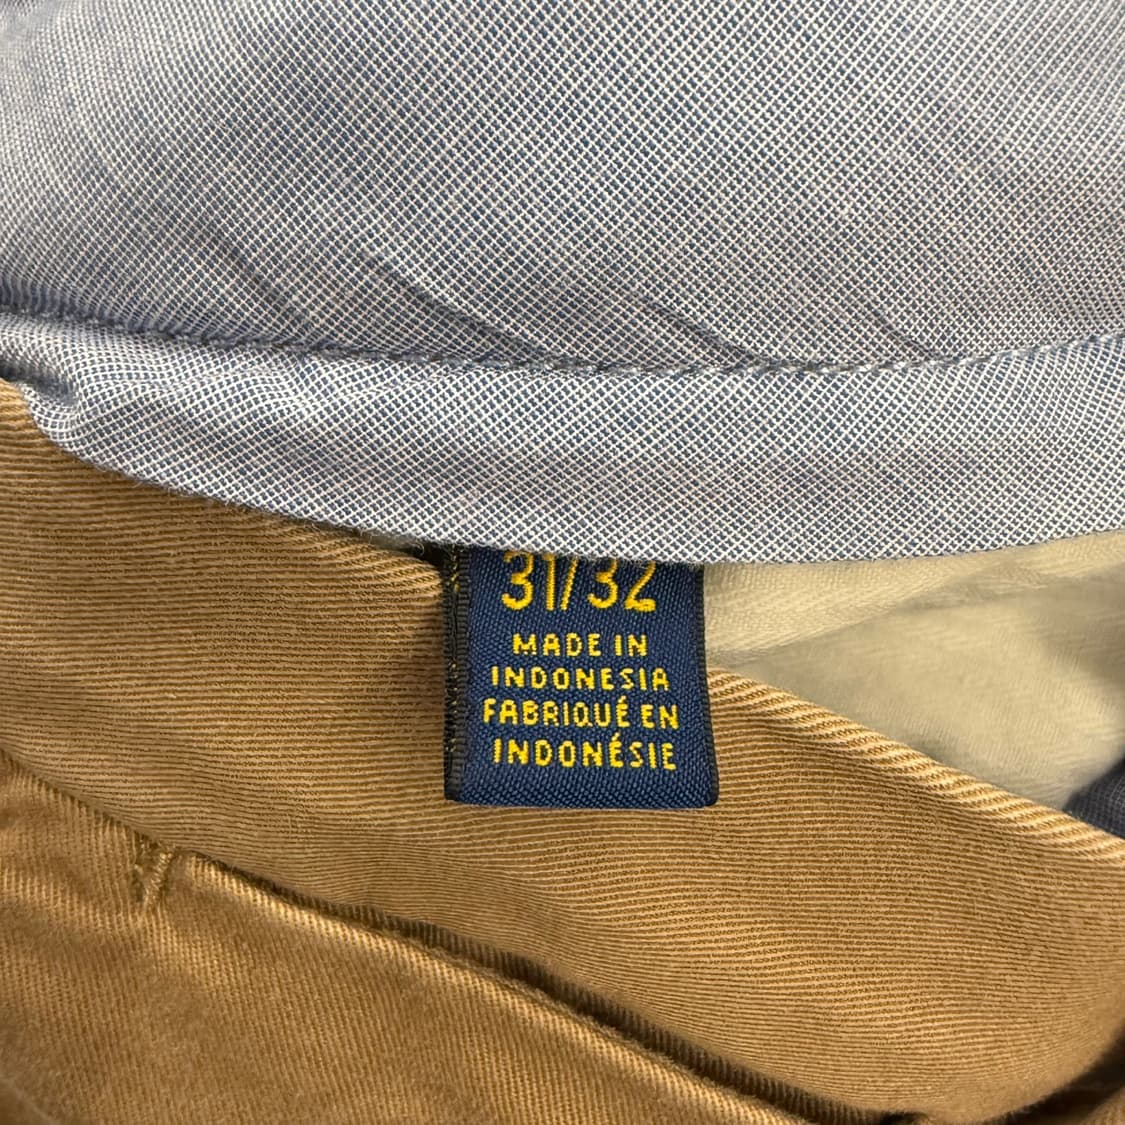 31/32
MADE IN
INDONESIA
FABRIQUÉ EN
INDONÉSIE